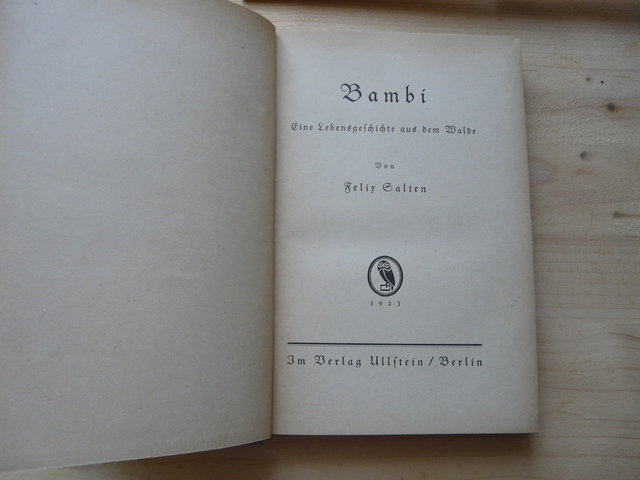 Bambi
Eine Lebensgeschichte aus dem Walde
Von
Felix Salten
1923
Im Verlag Ullstein / Berlin